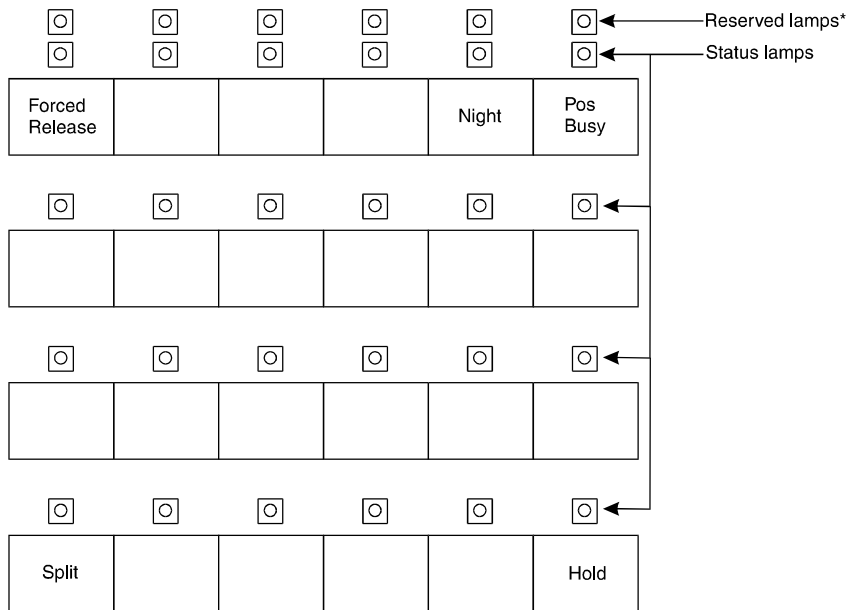 Reserved lamps*
Status lamps
Forced
Release
Night
Pos
Busy
Split
Hold